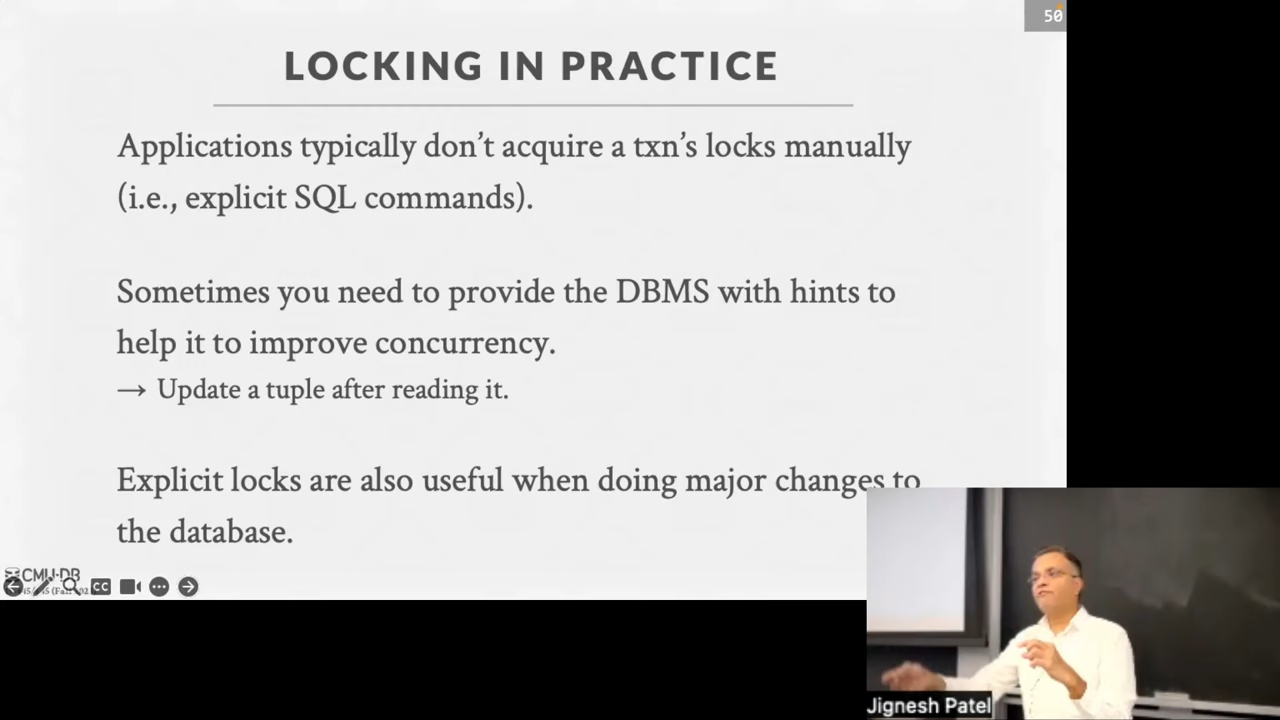 50
LOCKING IN PRACTICE
Applications typically don't acquire a txn's locks manually
(i.e., explicit SQL commands).
Sometimes you need to provide the DBMS with hints to
help it to improve concurrency.
→ Update a tuple after reading it.
Explicit locks are also useful when doing major changes to
the database.
CMU·DB
CC
Jignesh Patel